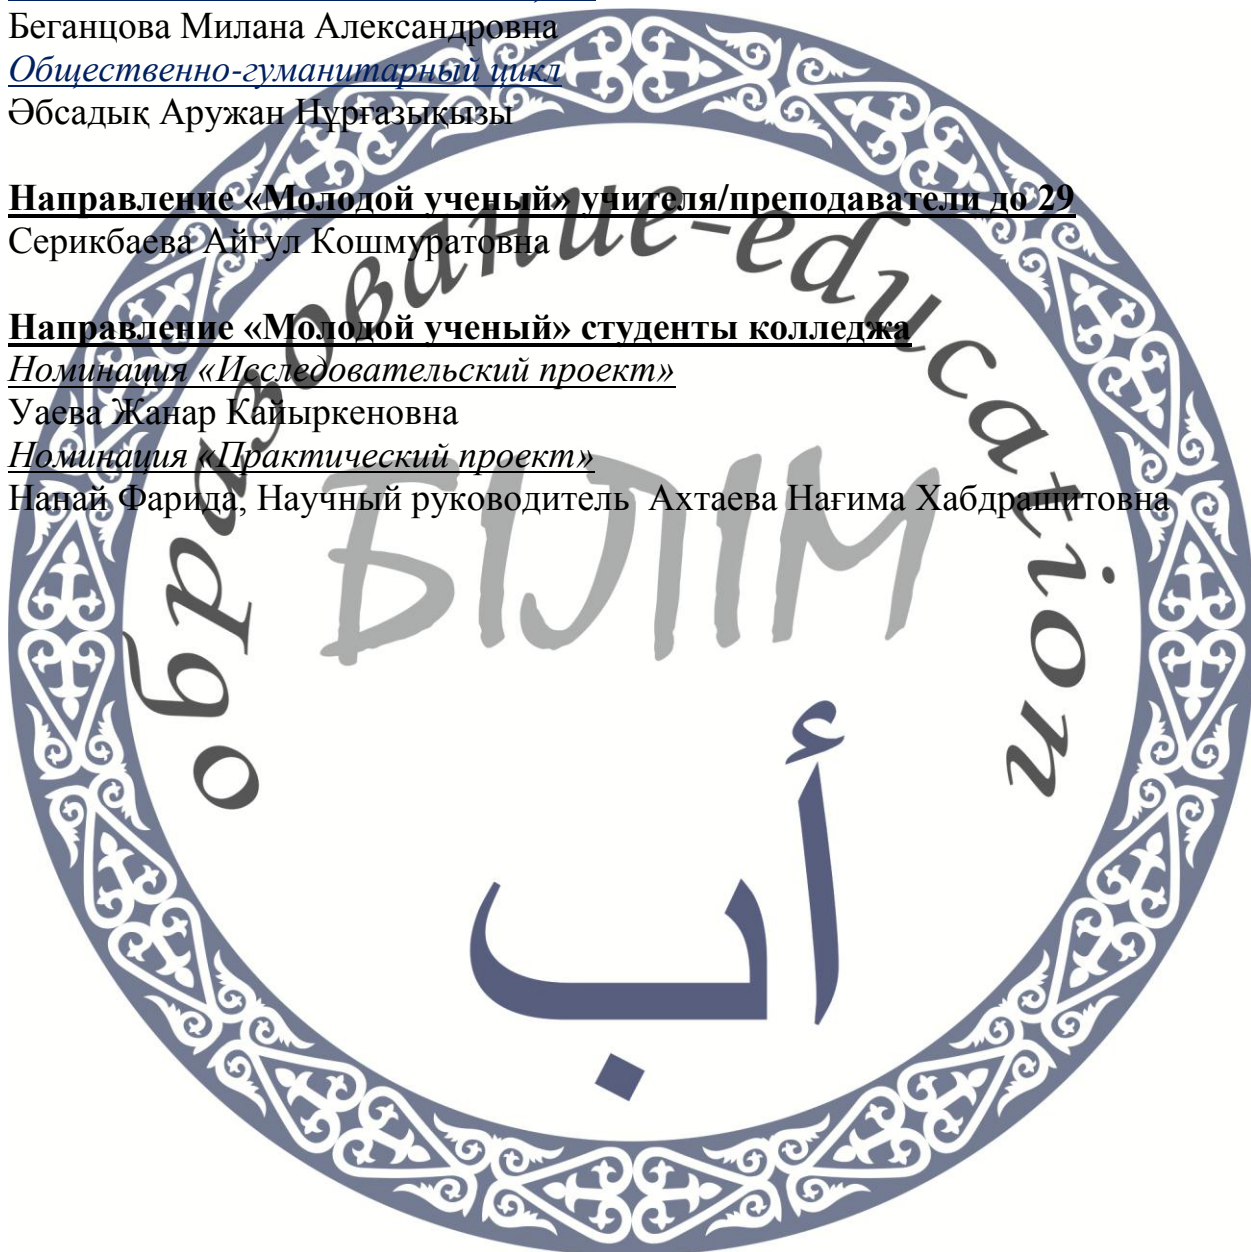 Беганцова Милана Александровна
Общественно-гуманитарный цикл
Әбсадық Аружан Нұрғазықызы
Направление «Молодой ученый» учителя/преподаватели до 29
Серикбаева Айгул Кошмуратовна
Направление «Молодой ученый» студенты колледжа
Номинация «Исследовательский проект»
Уаева Жанар Кайыркеновна
Номинация «Практический проект»
Нанай Фарида, Научный руководитель Ахтаева Нағима Хабдрашитовна
образование-education
БІЛІМ
أب